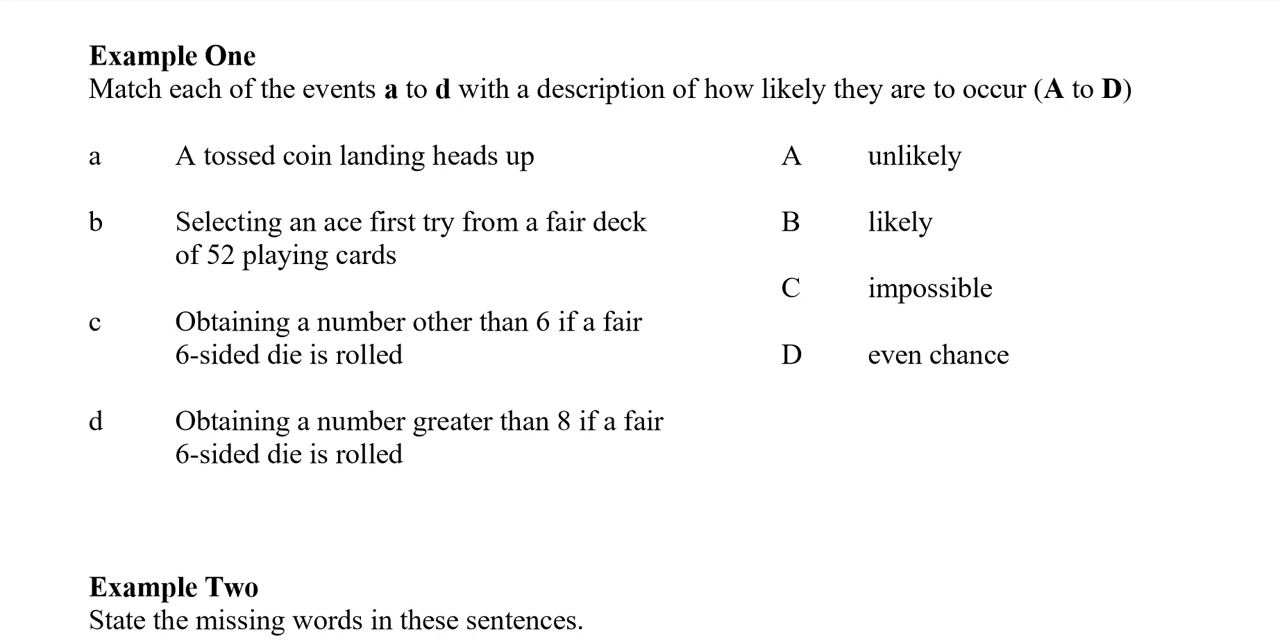 Example One
Match each of the events a to d with a description of how likely they are to occur (A to D)
a A tossed coin landing heads up A unlikely
b Selecting an ace first try from a fair deck B likely
of 52 playing cards
C impossible
c Obtaining a number other than 6 if a fair
6-sided die is rolled D even chance
d Obtaining a number greater than 8 if a fair
6-sided die is rolled
Example Two
State the missing words in these sentences.